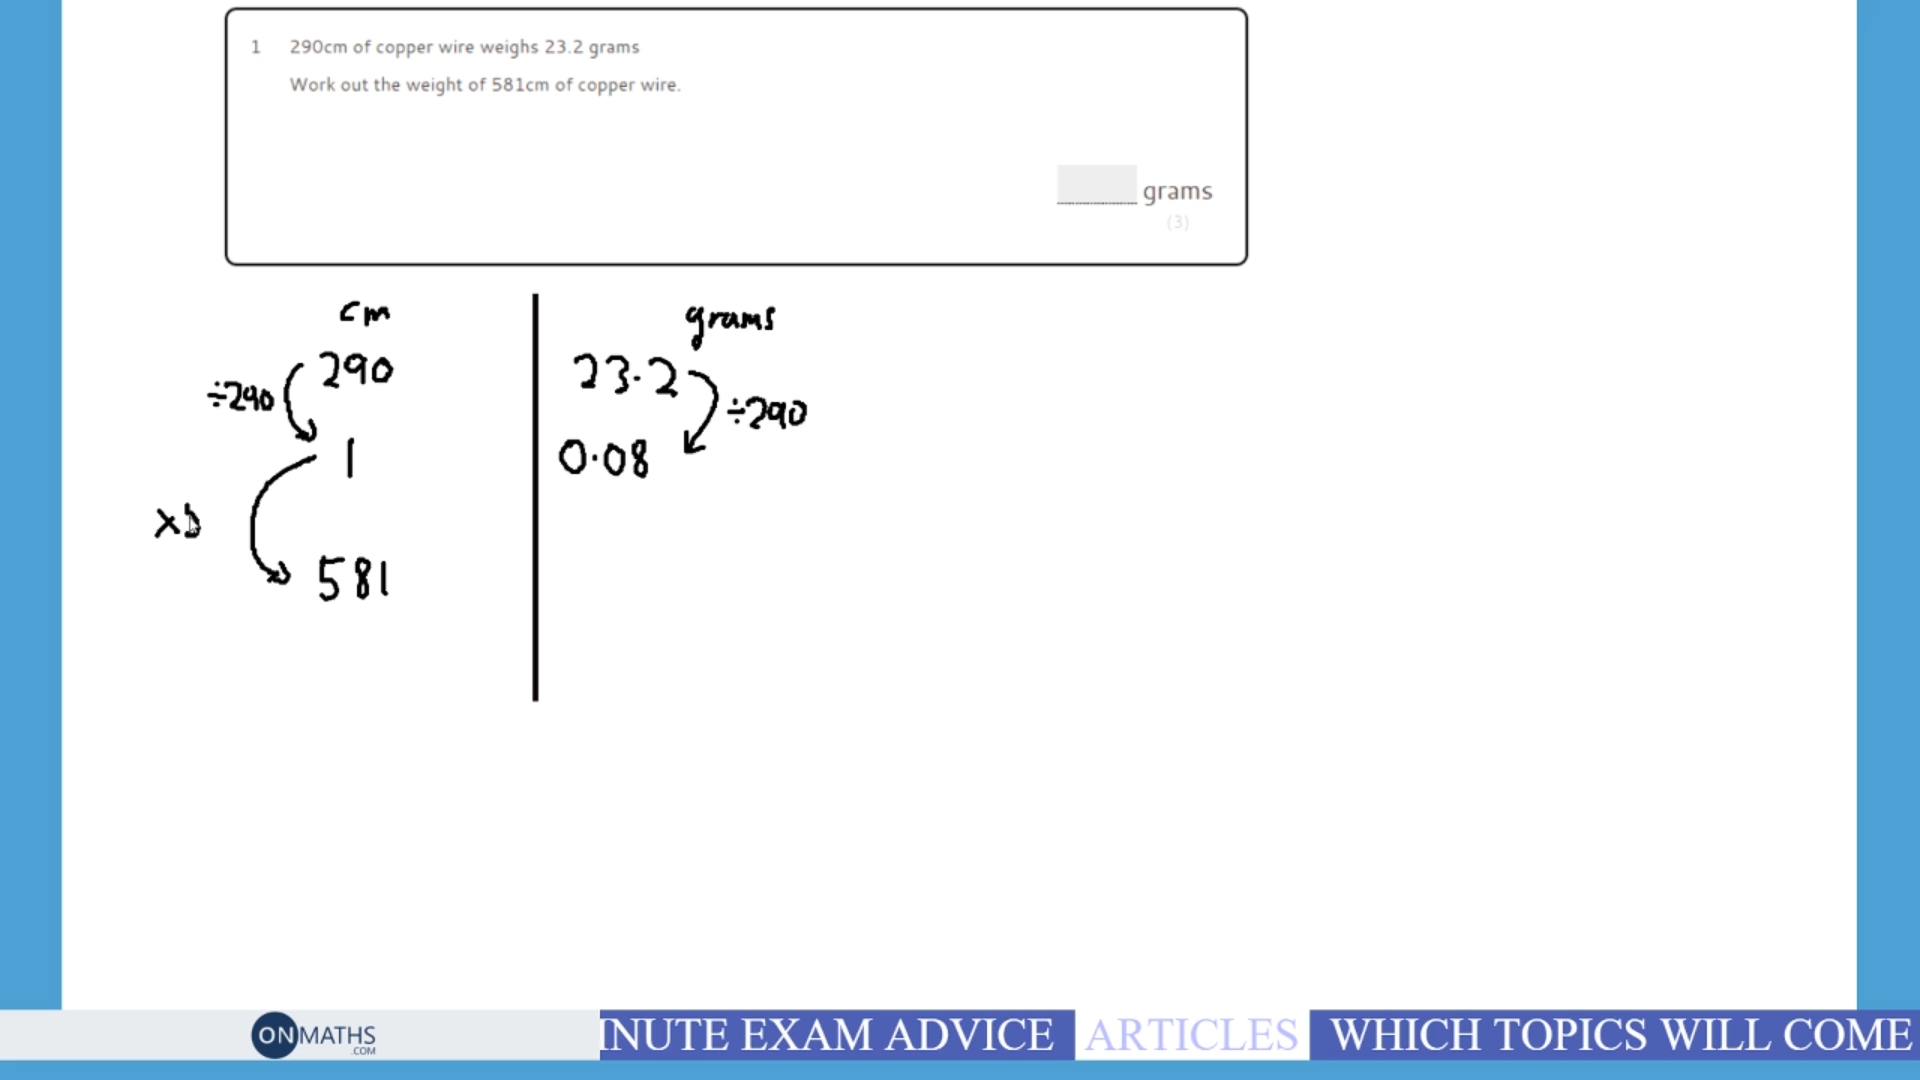 1 290cm of copper wire weighs 23.2 grams
Work out the weight of 581cm of copper wire.
grams
(3)
cm
grams
290
23.2
÷290
÷290
1
0.08
×
581
ONMATHS
.COM
INUTE EXAM ADVICE ARTICLES WHICH TOPICS WILL COME